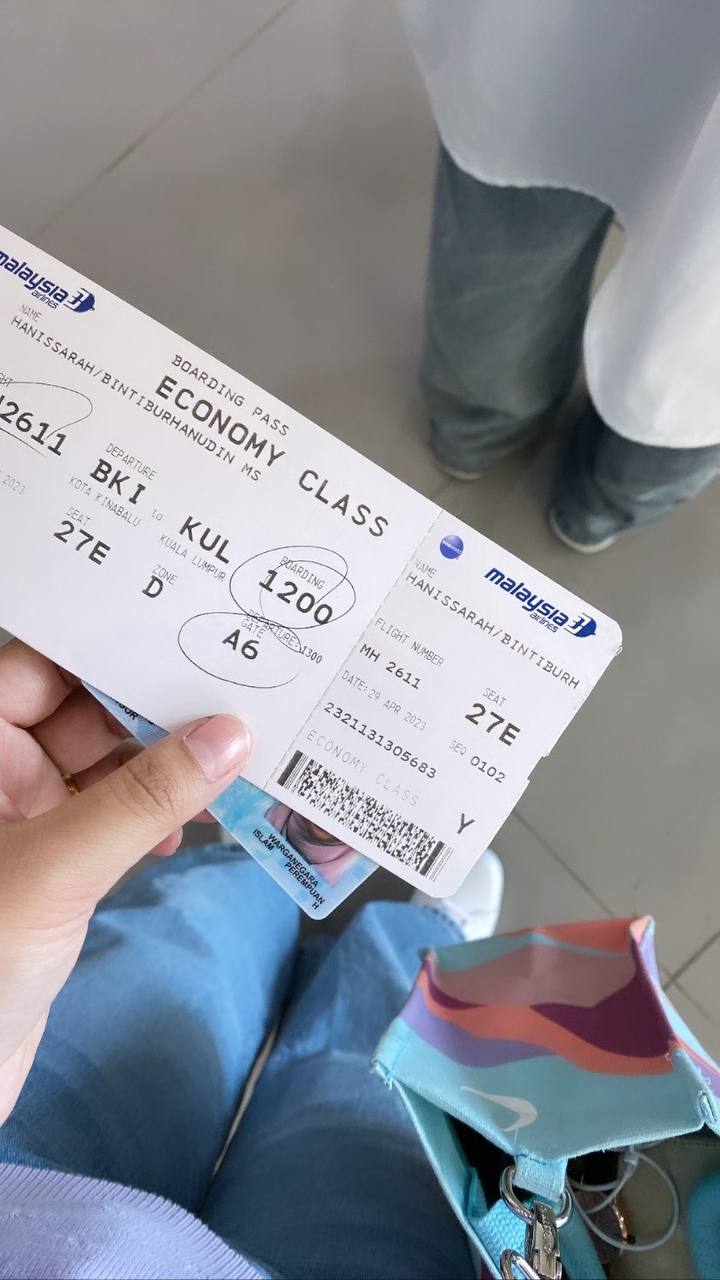 malaysia
airlines
NAME
HANISSARAH/BINTIBURHANUDIN MS
BOARDING PASS
ECONOMY CLASS
2611
DEPARTURE
BKI to KUL
KOTA KINABALU
KUALA LUMPUR
2023
SEAT
27E
ZONE
D
BOARDING
1200
DEPARTURE: 1300
GATE
A6
malaysia
airlines
NAME
HANISSARAH/BINTIBURH
FLIGHT NUMBER
MH 2611
SEAT
27E
DATE: 29 APR 2023
SEQ 0102
2321131305683
ECONOMY CLASS
Y
WARGANEGARA
ISLAM
PEREMPUAN
H